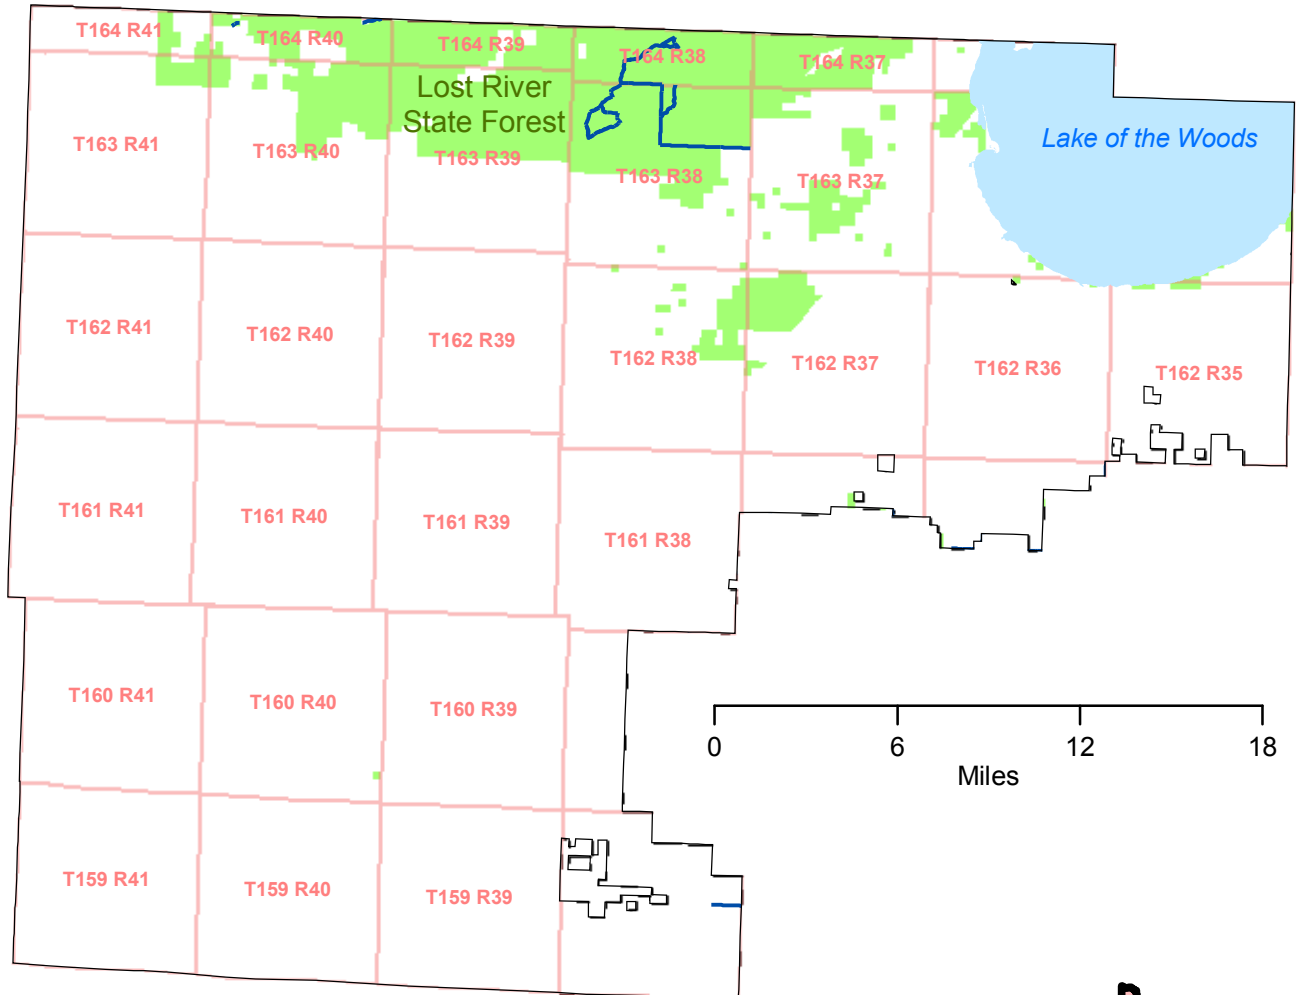 T164 R41
T164 R40
T164 R39
T164 R38
T164 R37
Lost River
State Forest
Lake of the Woods
T163 R41
T163 R40
T163 R39
T163 R38
T163 R37
T162 R41
T162 R40
T162 R39
T162 R38
T162 R37
T162 R36
T162 R35
T161 R41
T161 R40
T161 R39
T161 R38
T160 R41
T160 R40
T160 R39
0 6 12 18
Miles
T159 R41
T159 R40
T159 R39